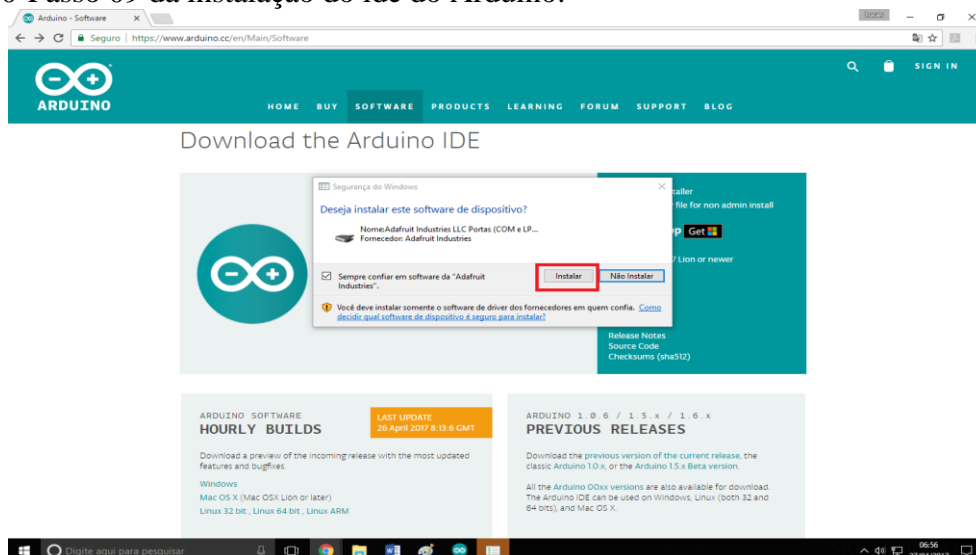 Passo 09 da instalação do Ide do Arduino:
Arduino - Software
Seguro https://www.arduino.cc/en/Main/Software
SIGN IN
ARDUINO
HOME BUY SOFTWARE PRODUCTS LEARNING FORUM SUPPORT BLOG
Download the Arduino IDE
Segurança do Windows
Deseja instalar este software de dispositivo?
Nome:Adafruit Industries LLC Portas (COM e LP...
Fornecedor: Adafruit Industries
Sempre confiar em software da "Adafruit
Industries".
Instalar
Não Instalar
Você deve instalar somente o software de driver dos fornecedores em quem confia. Como
decidir qual software de dispositivo é seguro para instalar?
file for non admin install
Get
Lion or newer
Release Notes
Source Code
Checksums (sha512)
ARDUINO SOFTWARE
HOURLY BUILDS
LAST UPDATE
26 April 2017 8:13:6 GMT
Download a preview of the incoming release with the most updated
features and bugfixes.
Windows
Mac OS X (Mac OSX Lion or later)
Linux 32 bit , Linux 64 bit , Linux ARM
ARDUINO 1.0.6 / 1.5.x / 1.6.x
PREVIOUS RELEASES
Download the previous version of the current release, the
classic Arduino 1.0.x, or the Arduino 1.5.x Beta version.
All the Arduino 00xx versions are also available for download.
The Arduino IDE can be used on Windows, Linux (both 32 and
64 bits), and Mac OS X.
Digite aqui para pesquisar
06:56